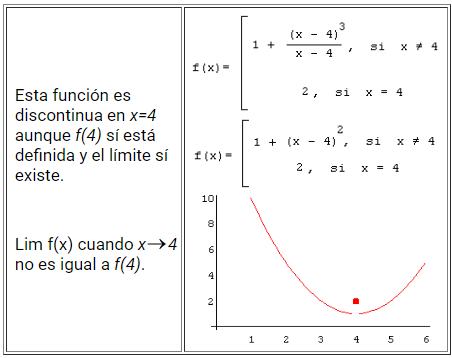 Esta función es
discontinua en x=4
aunque f(4) sí está
definida y el límite sí
existe.
Lim f(x) cuando x→4
no es igual a f(4).
f(x)= 1 + (x - 4)^3 / (x - 4), si x ≠ 4
2, si x = 4
f(x)= 1 + (x - 4)^2, si x ≠ 4
2, si x = 4
10
8
6
4
2
1 2 3 4 5 6